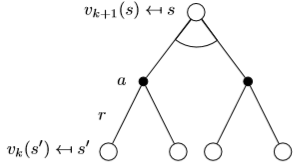 v_{k+1}(s) ↤ s
a
r
v_k(s′) ↤ s′